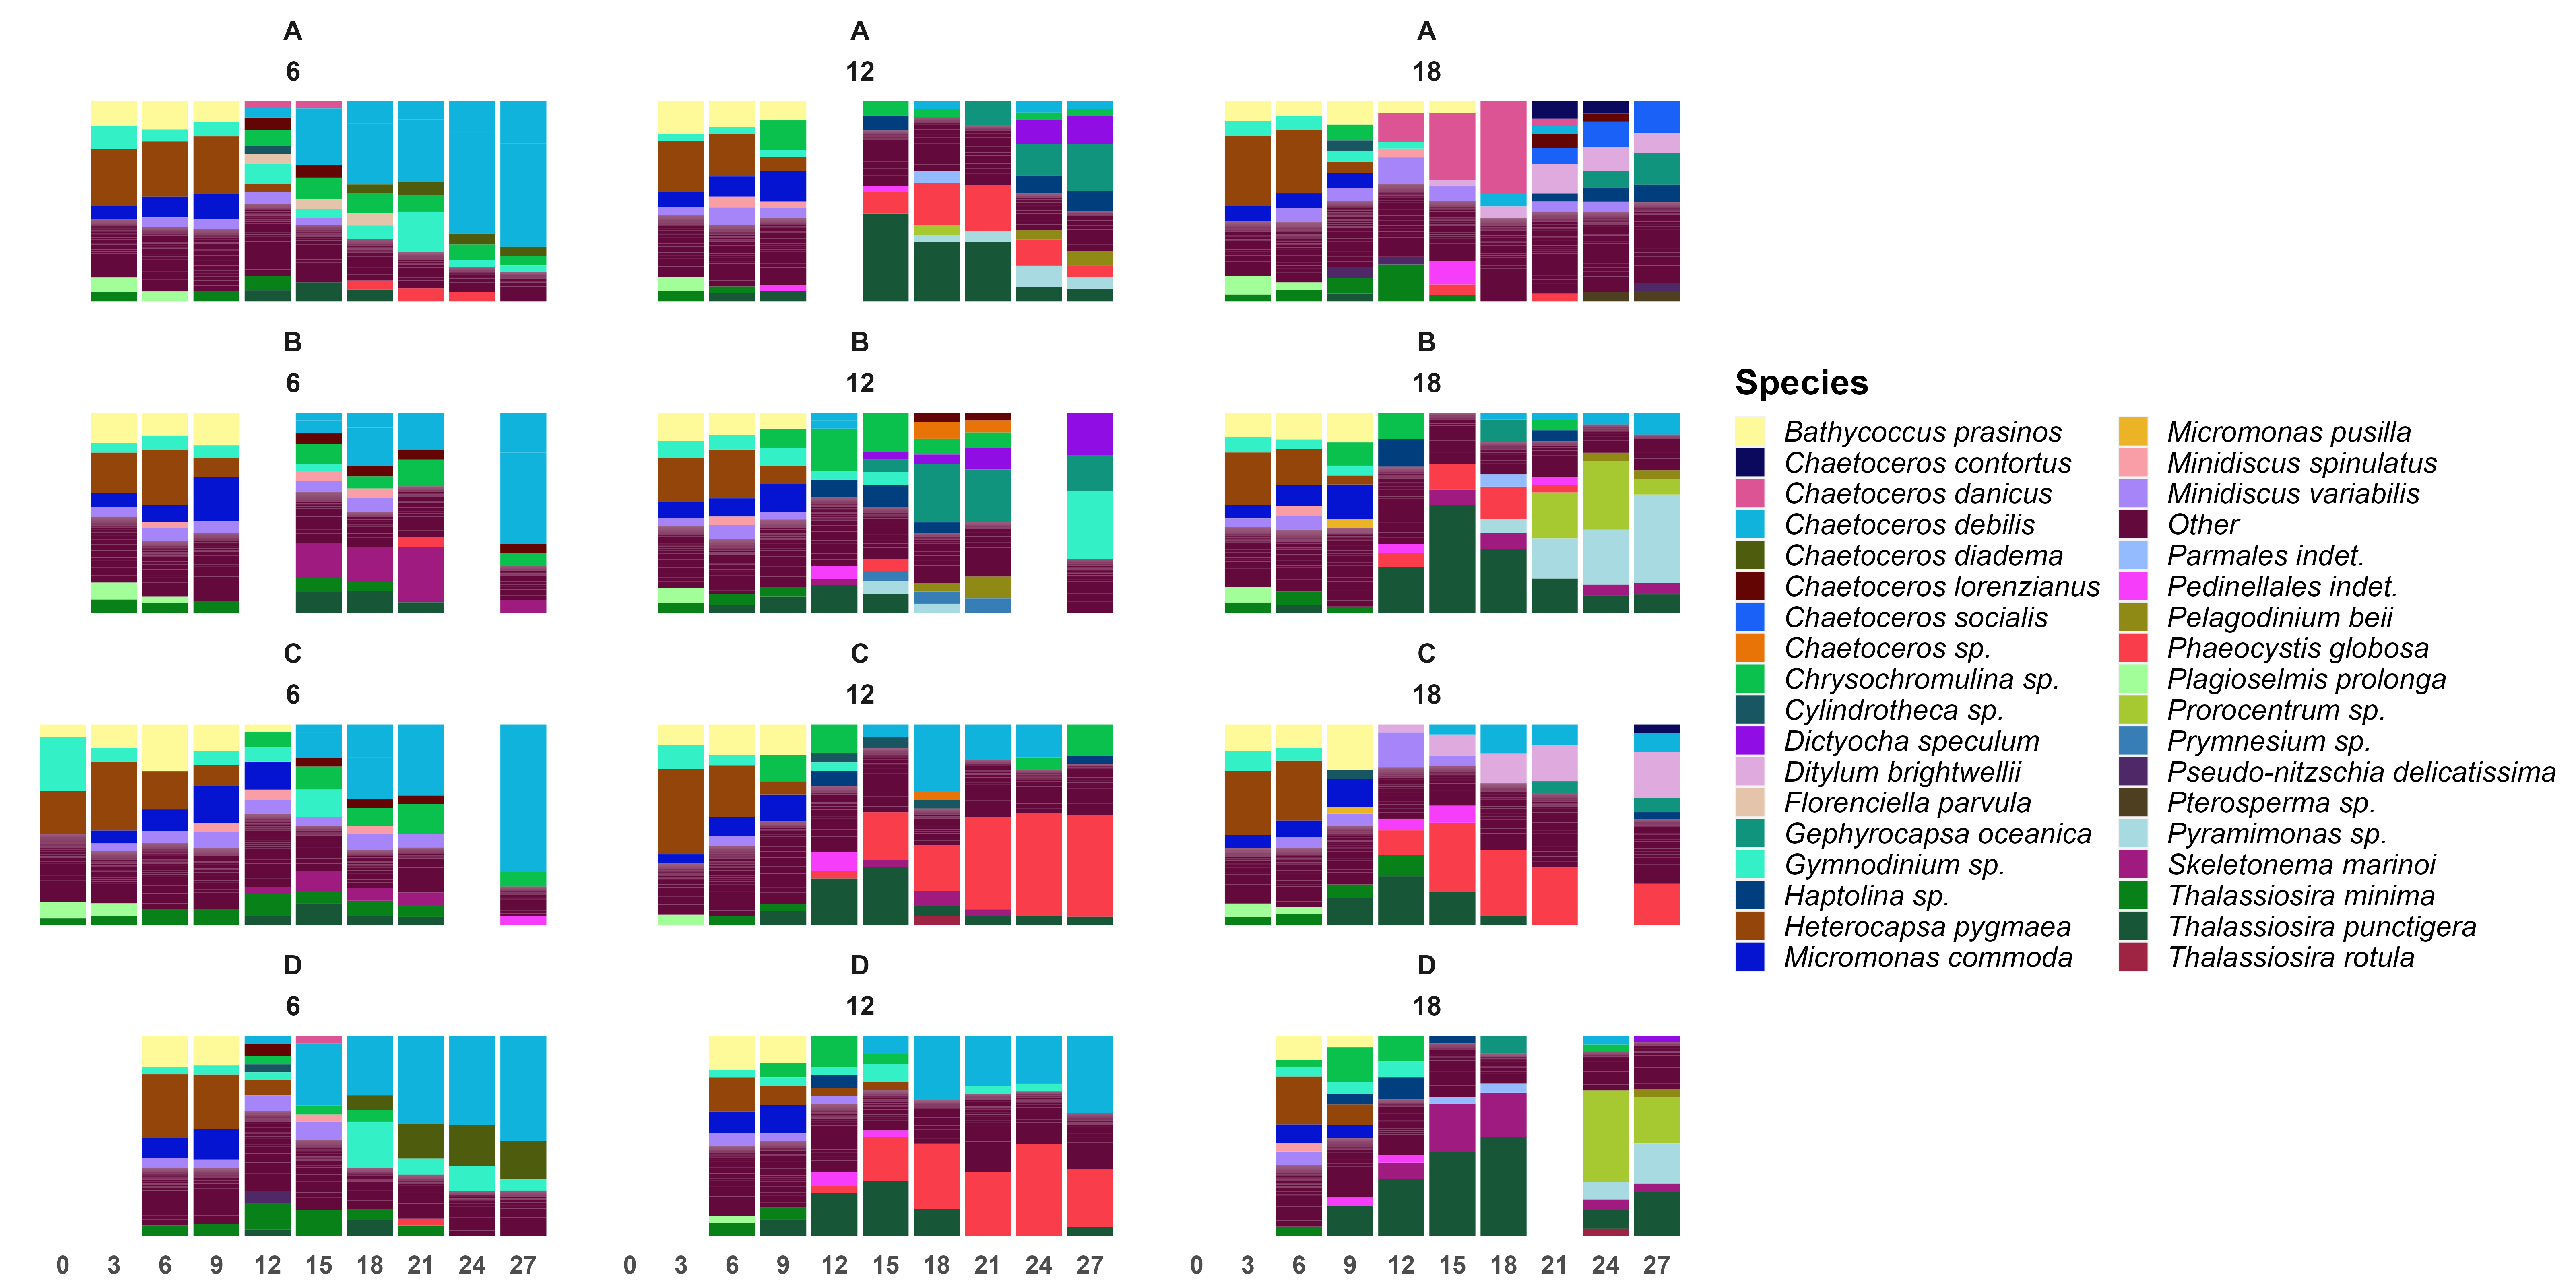 A A A
6 12 18
B B B
6 12 18
Species
Bathycoccus prasinos
Chaetoceros contortus
Chaetoceros danicus
Chaetoceros debilis
Chaetoceros diadema
Chaetoceros lorenzianus
Chaetoceros socialis
Chaetoceros sp.
Chrysochromulina sp.
Cylindrotheca sp.
Dictyocha speculum
Ditylum brightwellii
Florenciella parvula
Gephyrocapsa oceanica
Gymnodinium sp.
Haptolina sp.
Heterocapsa pygmaea
Micromonas commoda
Micromonas pusilla
Minidiscus spinulatus
Minidiscus variabilis
Other
Parmales indet.
Pedinellales indet.
Pelagodinium beii
Phaeocystis globosa
Plagioselmis prolonga
Prorocentrum sp.
Prymnesium sp.
Pseudo-nitzschia delicatissima
Pterosperma sp.
Pyramimonas sp.
Skeletonema marinoi
Thalassiosira minima
Thalassiosira punctigera
Thalassiosira rotula
C C C
6 12 18
D D D
6 12 18
0 3 6 9 12 15 18 21 24 27 0 3 6 9 12 15 18 21 24 27 0 3 6 9 12 15 18 21 24 27